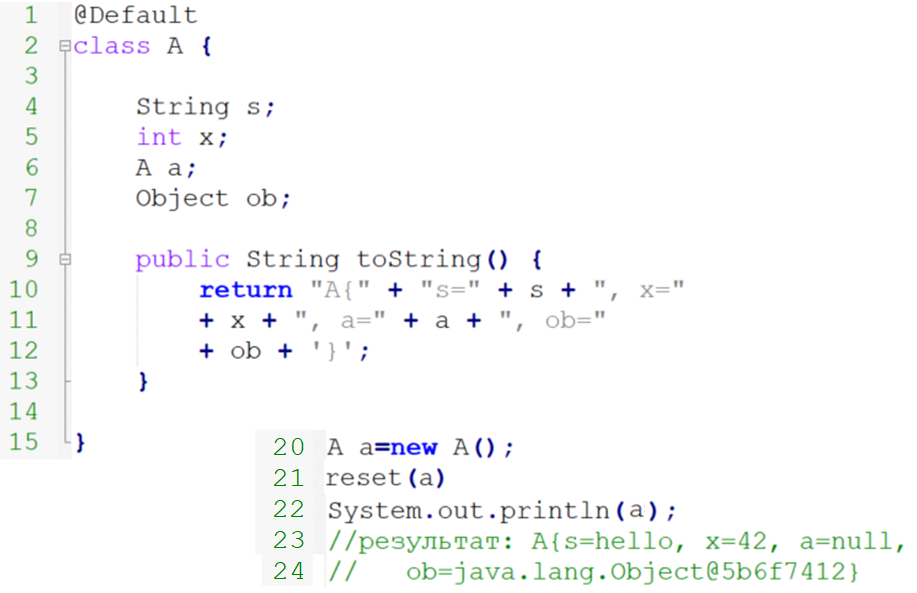 1 @Default
2 class A {
3
4 String s;
5 int x;
6 A a;
7 Object ob;
8
9 public String toString() {
10 return "A{" + "s=" + s + ", x="
11 + x + ", a=" + a + ", ob="
12 + ob + '}';
13 }
14
15 }
20 A a=new A();
21 reset(a)
22 System.out.println(a);
23 //результат: A{s=hello, x=42, a=null,
24 // ob=java.lang.Object@5b6f7412}